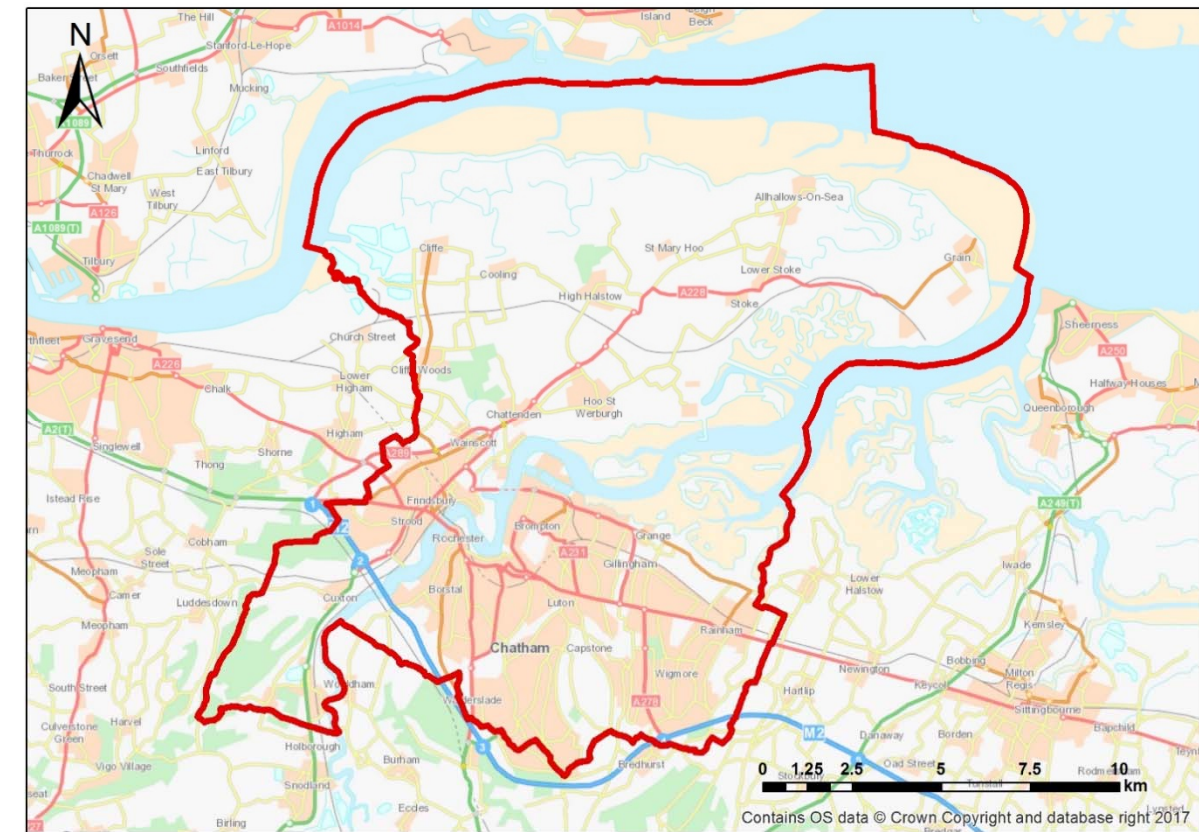 The Hill
A1014
Island
Beck
N
Orsett
Stanford-Le-Hope
Southfields
Mucking
A1089
Thurrock
Linford
East Tilbury
Chadwell
St Mary
West
Tilbury
A126
A1089(T)
Tilbury
Allhallows-On-Sea
Cliffe
St Mary Hoo
Grain
Cooling
Lower Stoke
High Halstow
A228
Stoke
Church Street
Sheerness
Gravesend
A226
Chalk
Lower
Higham
A250
Halfway Houses
Hoo St
Werburgh
Queenborough
Chattenden
A2(T)
Higham
Wainscott
Singlewell
Shorne
A289
Thong
Istead Rise
1
Frindsbury
A249(T)
Strood
Brompton
Cobham
Rochester
Grange
Sole
Street
2
A231
Gillingham
Meopham
Iwade
Camer
Luddesdown
Cuxton
Borstal
Luton
Lower
Halstow
Meopham
Rainham
Kemsley
Chatham
Capstone
Bobbing
Milton
Regis
Newington
Wigmore
Keycol
South Street
Hartlip
Sittingbourne
Culverstone
Green
Harvel
A278
Bapchild
Holborough
3
4
M2
Danaway
Borden
Vigo Village
Burham
Bredhurst
Oad Street
Snodland
0
1.25
2.5
5
7.5
10
km
Eccles
Birling
Contains OS data © Crown Copyright and database right 2017